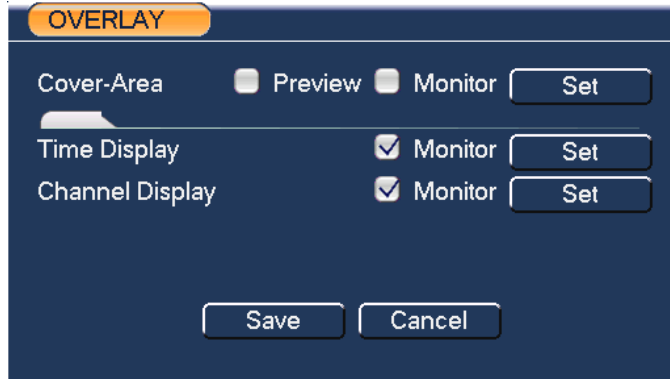 OVERLAY
Cover-Area Preview Monitor Set
Time Display Monitor Set
Channel Display Monitor Set
Save Cancel